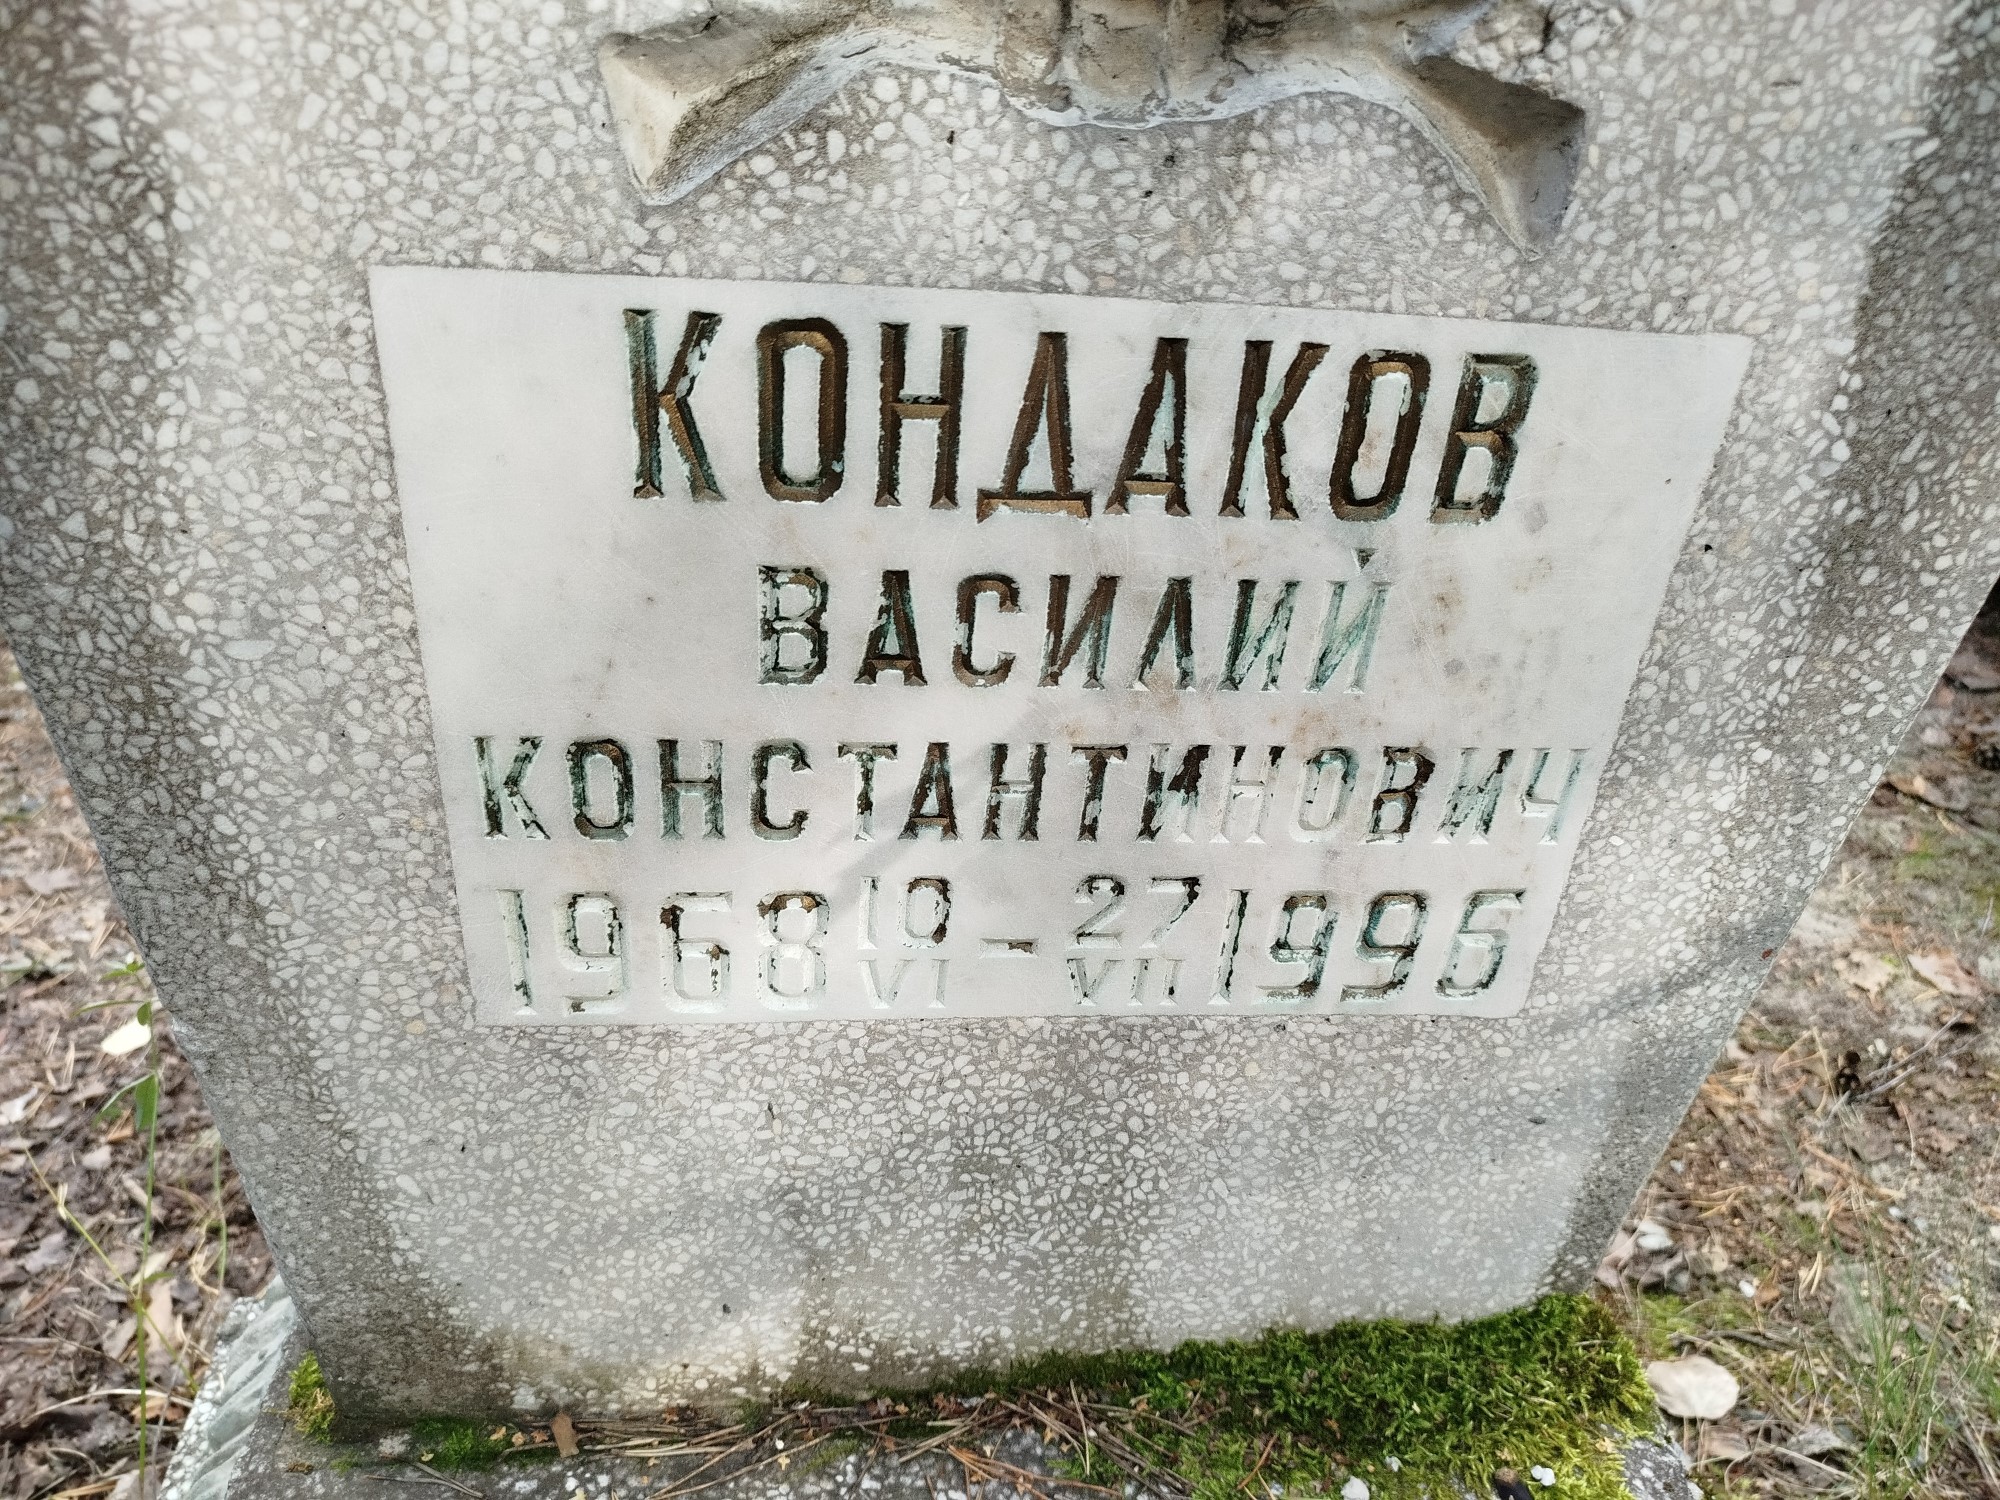 КОНДАКОВ
ВАСИЛИЙ
КОНСТАНТИНОВИЧ
1968 10/VI - 27/VII 1996